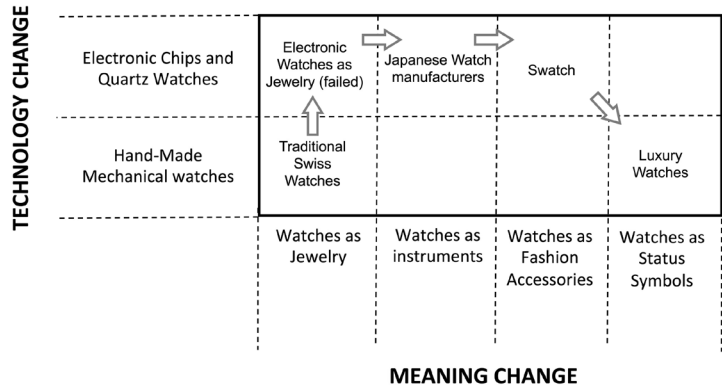 TECHNOLOGY CHANGE
Electronic Chips and
Quartz Watches
Electronic
Watches as
Jewelry (failed)
Japanese Watch
manufacturers
Swatch
Hand-Made
Mechanical watches
Traditional
Swiss
Watches
Luxury
Watches
Watches as
Jewelry
Watches as
instruments
Watches as
Fashion
Accessories
Watches as
Status
Symbols
MEANING CHANGE